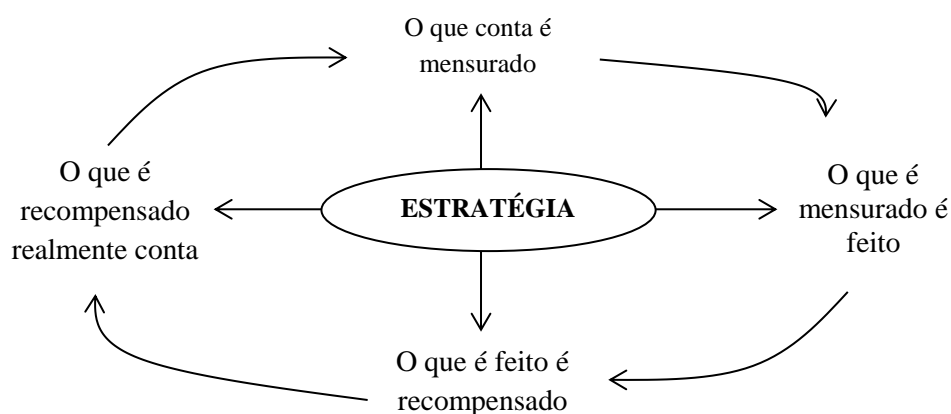 O que conta é
mensurado
O que é
recompensado
realmente conta
ESTRATÉGIA
O que é
mensurado é
feito
O que é feito é
recompensado